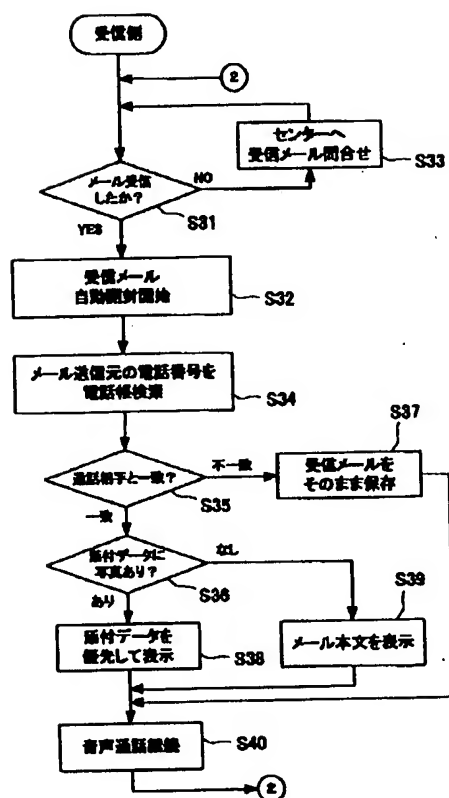 受信側
2
センターへ
受信メール問合せ
S33
メール受信
したか?
NO
S31
YES
受信メール
自動開封開始
S32
メール送信元の電話番号を
電話帳検索
S34
S37
通話相手と一致?
不一致
受信メールを
そのまま保存
S35
一致
添付データに
写真あり?
なし
S36
S39
あり
添付データを
優先して表示
S38
メール本文を表示
音声通話継続
S40
2